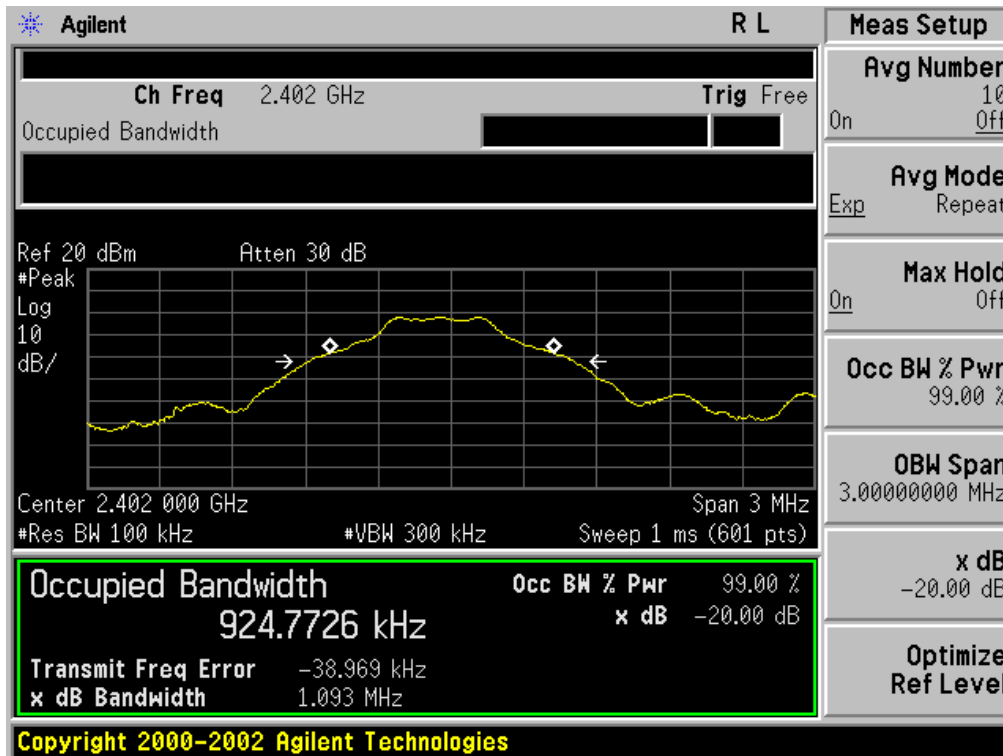 Agilent R L
Ch Freq 2.402 GHz Trig Free
Occupied Bandwidth
Ref 20 dBm Atten 30 dB
#Peak
Log
10
dB/
Center 2.402 000 GHz Span 3 MHz
#Res BW 100 kHz #VBW 300 kHz Sweep 1 ms (601 pts)
Occupied Bandwidth
924.7726 kHz
Occ BW % Pwr 99.00 %
x dB -20.00 dB
Transmit Freq Error -38.969 kHz
x dB Bandwidth 1.093 MHz
Copyright 2000-2002 Agilent Technologies
Meas Setup
Avg Number
10
On Off
Avg Mode
Exp Repeat
Max Hold
On Off
Occ BW % Pwr
99.00 %
OBW Span
3.00000000 MHz
x dB
-20.00 dB
Optimize
Ref Level